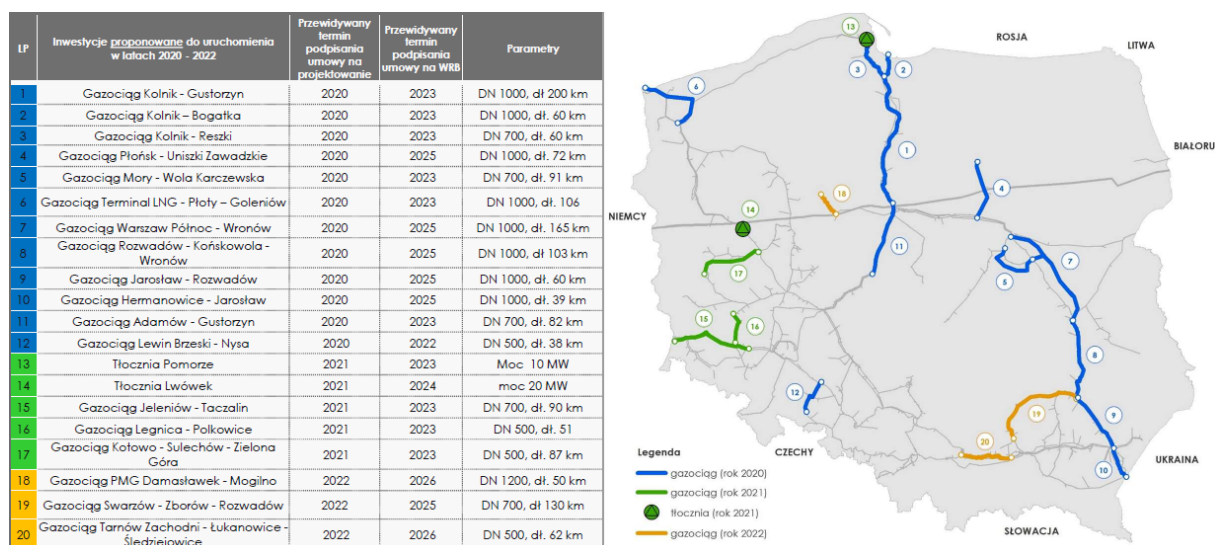 LP
Inwestycje proponowane do uruchomienia
w latach 2020 - 2022
Przewidywany
termin
podpisania
umowy na
projektowanie
Przewidywany
termin
podpisania
umowy na WRB
Parametry
1 Gazociąg Kolnik - Gustorzyn 2020 2023 DN 1000, dł 200 km
2 Gazociąg Kolnik – Bogatka 2020 2023 DN 1000, dł. 60 km
3 Gazociąg Kolnik - Reszki 2020 2023 DN 700, dł. 60 km
4 Gazociąg Płońsk - Uniszki Zawadzkie 2020 2025 DN 1000, dł. 72 km
5 Gazociąg Mory - Wola Karczewska 2020 2023 DN 700, dł. 91 km
6 Gazociąg Terminal LNG - Płoty – Goleniów 2020 2023 DN 1000, dł. 106
7 Gazociąg Warszaw Północ - Wronów 2020 2025 DN 1000, dł. 165 km
8 Gazociąg Rozwadów - Końskowola -
Wronów 2020 2025 DN 1000, dł 103 km
9 Gazociąg Jarosław - Rozwadów 2020 2025 DN 1000, dł. 60 km
10 Gazociąg Hermanowice - Jarosław 2020 2025 DN 1000, dł. 39 km
11 Gazociąg Adamów - Gustorzyn 2020 2023 DN 700, dł. 82 km
12 Gazociąg Lewin Brzeski - Nysa 2020 2022 DN 500, dł. 38 km
13 Tłocznia Pomorze 2021 2023 Moc 10 MW
14 Tłocznia Lwówek 2021 2024 moc 20 MW
15 Gazociąg Jeleniów - Taczalin 2021 2023 DN 700, dł. 90 km
16 Gazociąg Legnica - Polkowice 2021 2023 DN 500, dł. 51
17 Gazociąg Kotowo - Sulechów - Zielona
Góra 2021 2023 DN 500, dł. 87 km
18 Gazociąg PMG Damasławek - Mogilno 2022 2026 DN 1200, dł. 50 km
19 Gazociąg Swarzów - Zborów - Rozwadów 2022 2025 DN 700, dł 130 km
20 Gazociąg Tarnów Zachodni - Łukanowice -
Śledziejowice 2022 2026 DN 500, dł. 62 km
13
ROSJA
LITWA
3
2
6
1
BIAŁORU
4
18
NIEMCY
14
11
7
17
5
15
16
8
12
19
9
20
CZECHY
UKRAINA
10
SŁOWACJA
Legenda
gazociąg (rok 2020)
gazociąg (rok 2021)
tłocznia (rok 2021)
gazociąg (rok 2022)